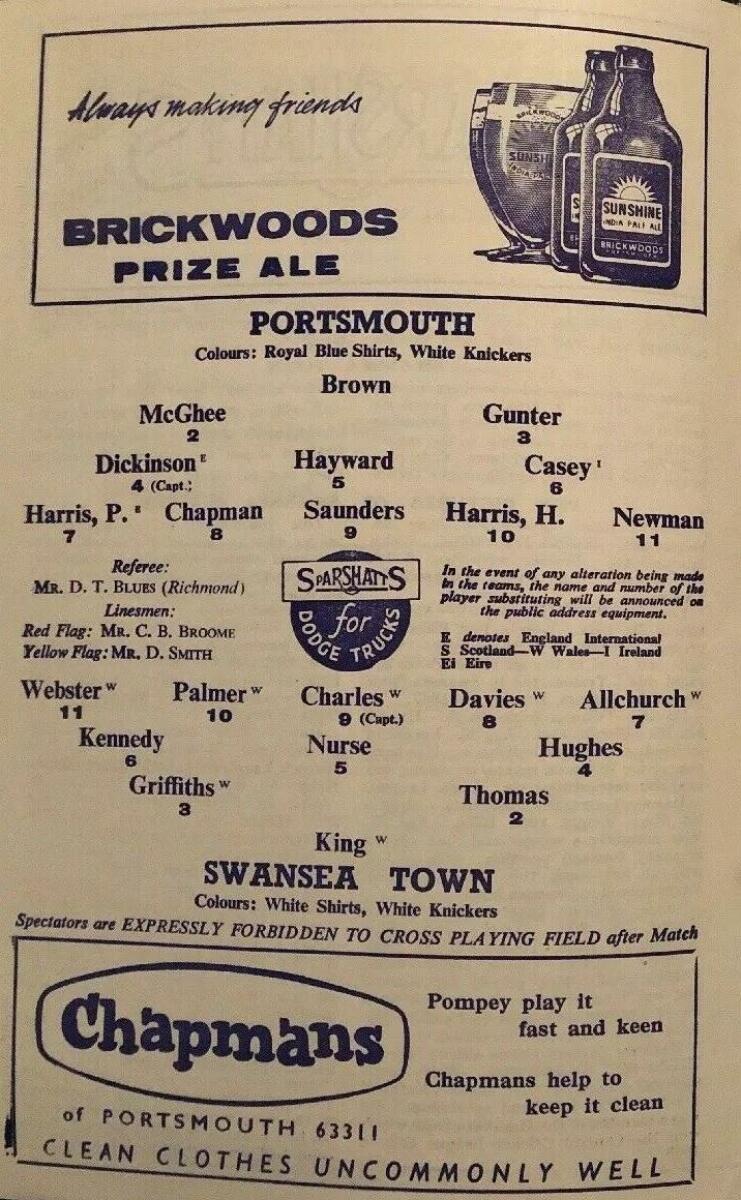 Always making friends
BRICKWOODS
PRIZE ALE
BRICKWOODS
SUNSHI
SUNSHINE
INDIA PALE ALE
BRICKWOODS
PORTSMOUTH
Colours: Royal Blue Shirts, White Knickers
Brown
McGhee Gunter
2 3
Dickinson E Hayward Casey I
4 (Capt.) 5 6
Harris, P. E Chapman Saunders Harris, H. Newman
7 8 9 10 11
Referee:
MR. D. T. BLUES (Richmond)
Linesmen:
Red Flag: MR. C. B. BROOME
Yellow Flag: MR. D. SMITH
SPARSHATTS
for
DODGE TRUCKS
In the event of any alteration being made
in the teams, the name and number of the
player substituting will be announced on
the public address equipment.
E denotes England International
S Scotland—W Wales—I Ireland
Ei Eire
Webster W Palmer W Charles W Davies W Allchurch W
11 10 9 (Capt.) 8 7
Kennedy Nurse Hughes
6 5 4
Griffiths W Thomas
3 2
King W
SWANSEA TOWN
Colours: White Shirts, White Knickers
Spectators are EXPRESSLY FORBIDDEN TO CROSS PLAYING FIELD after Match
Chapmans
of PORTSMOUTH 63311
Pompey play it
fast and keen
Chapmans help to
keep it clean
CLEAN CLOTHES UNCOMMONLY WELL